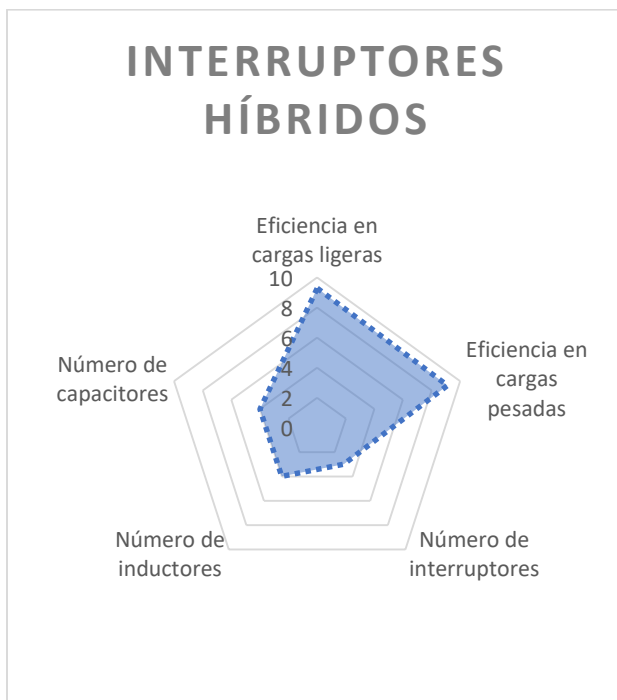 INTERRUPTORES
HÍBRIDOS
Eficiencia en
cargas ligeras
10
8
6
4
2
0
Eficiencia en
cargas
pesadas
Número de
interruptores
Número de
inductores
Número de
capacitores